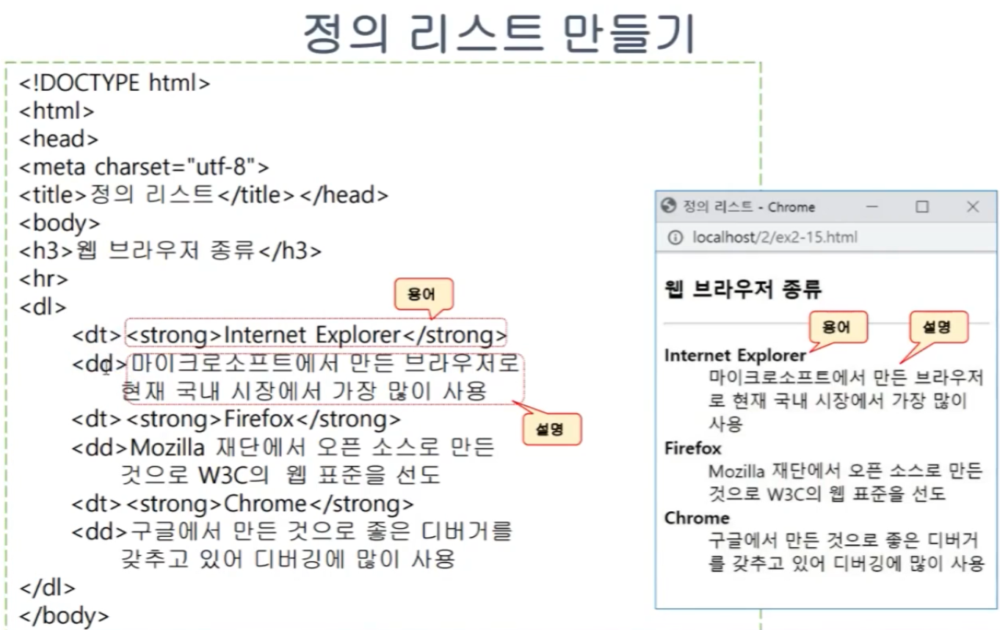 정의 리스트 만들기
<!DOCTYPE html>
<html>
<head>
<meta charset="utf-8">
<title>정의 리스트</title></head>
<body>
<h3>웹 브라우저 종류</h3>
<hr>
<dl>
용어
<dt><strong>Internet Explorer</strong>
<dd>마이크로소프트에서 만든 브라우저로
현재 국내 시장에서 가장 많이 사용
설명
<dt><strong>Firefox</strong>
<dd>Mozilla 재단에서 오픈 소스로 만든
것으로 W3C의 웹 표준을 선도
<dt><strong>Chrome</strong>
<dd>구글에서 만든 것으로 좋은 디버거를
갖추고 있어 디버깅에 많이 사용
</dl>
</body>
정의 리스트 - Chrome
localhost/2/ex2-15.html
웹 브라우저 종류
용어
설명
Internet Explorer
마이크로소프트에서 만든 브라우저
로 현재 국내 시장에서 가장 많이
사용
Firefox
Mozilla 재단에서 오픈 소스로 만든
것으로 W3C의 웹 표준을 선도
Chrome
구글에서 만든 것으로 좋은 디버거
를 갖추고 있어 디버깅에 많이 사용